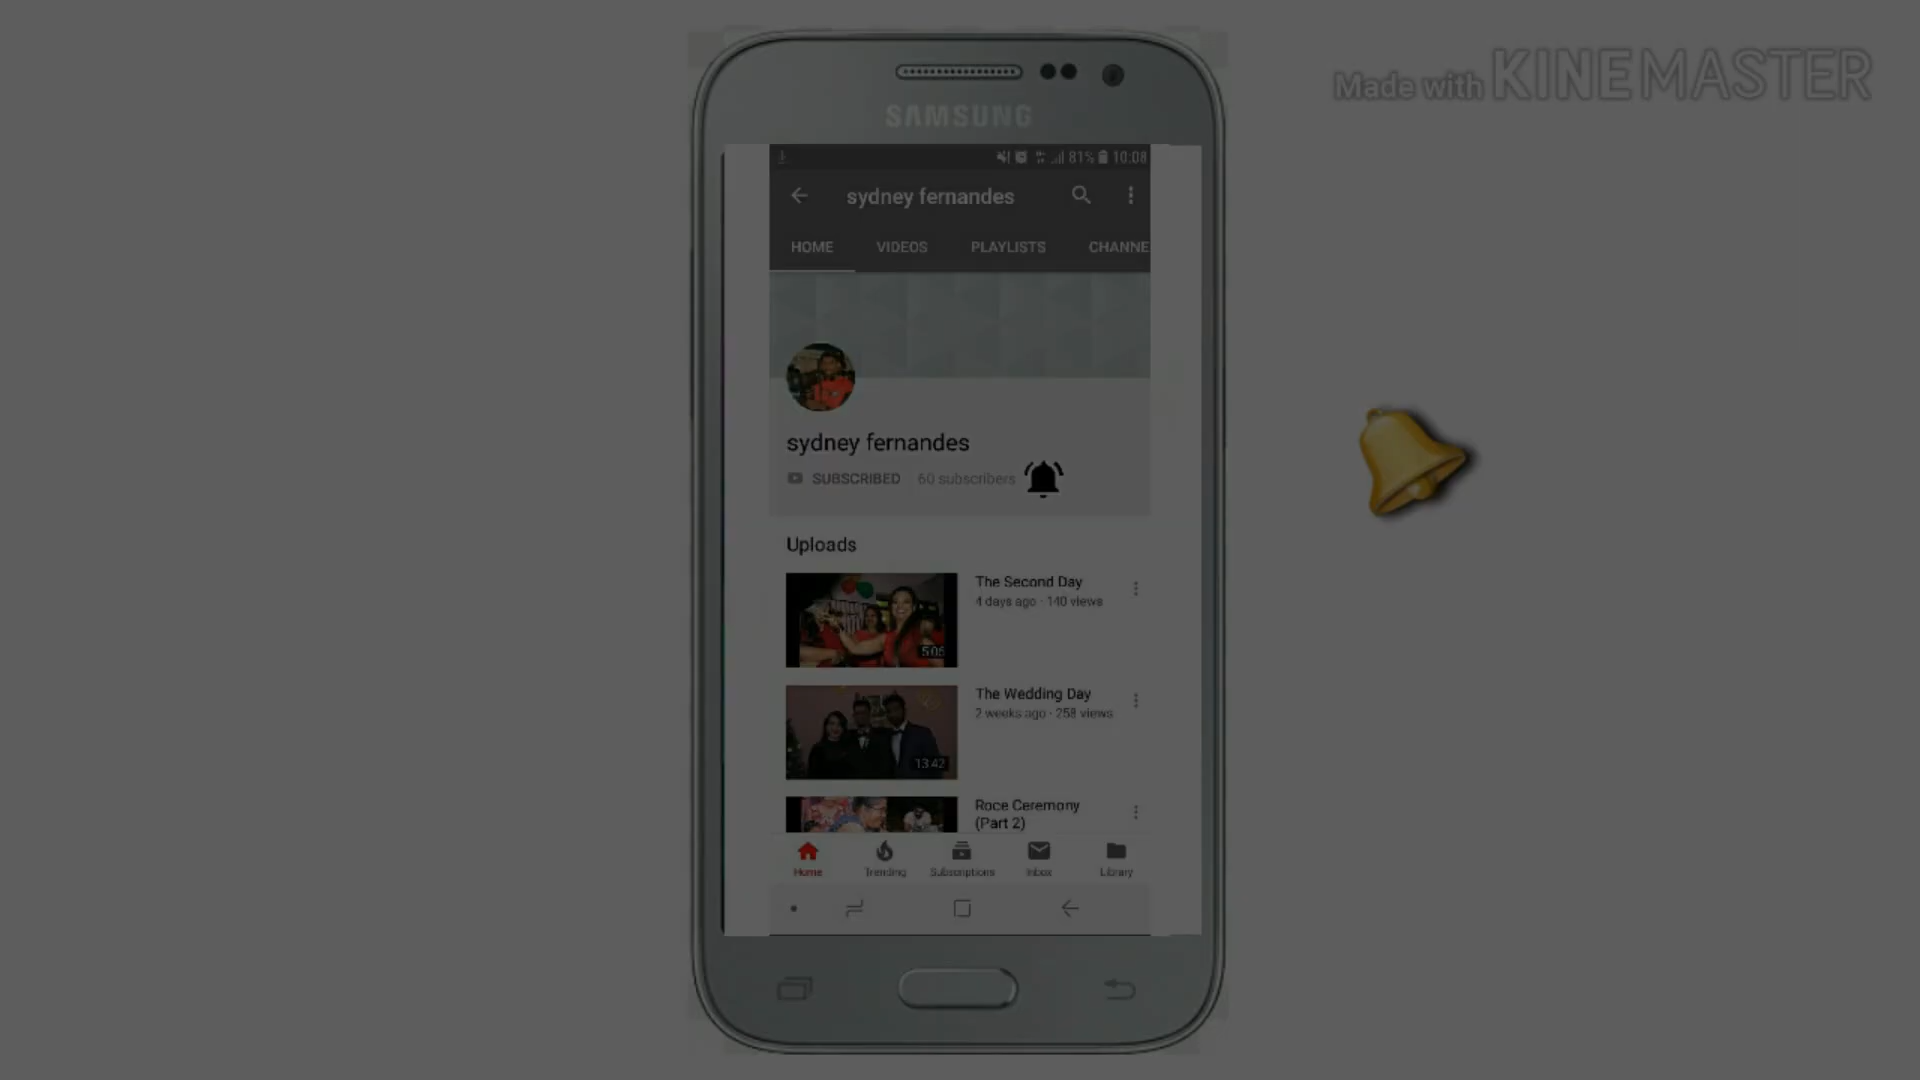 Made with KINEMASTER
SAMSUNG
81% 10:08
sydney fernandes
HOME VIDEOS PLAYLISTS CHANNE
sydney fernandes
SUBSCRIBED 60 subscribers
Uploads
The Second Day
4 days ago · 140 views
5:06
The Wedding Day
2 weeks ago · 258 views
13:42
Roce Ceremony
(Part 2)
Home Trending Subscriptions Inbox Library